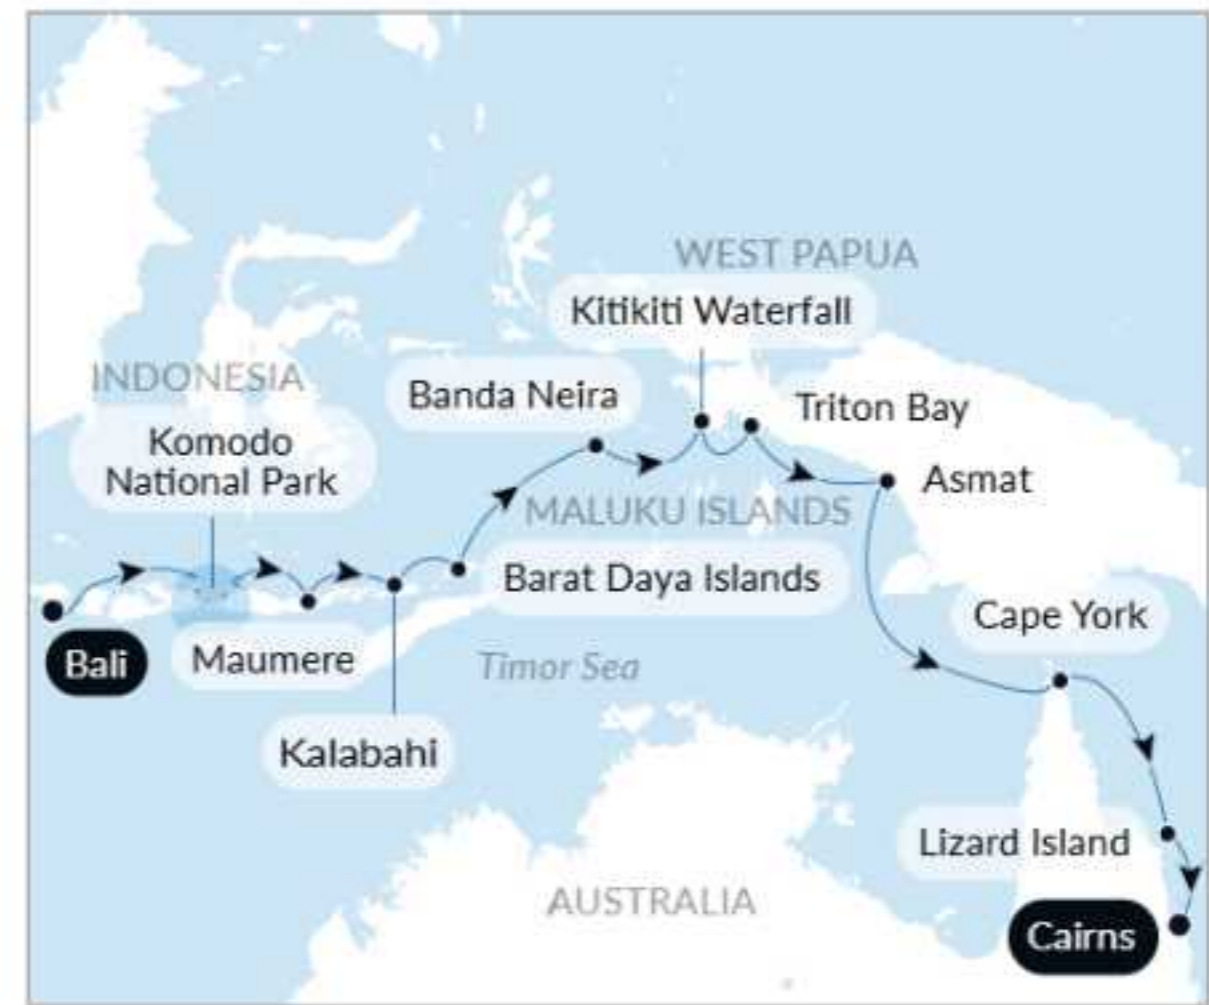 WEST PAPUA
Kitikiti Waterfall
INDONESIA
Banda Neira
Triton Bay
Komodo
National Park
Asmat
MALUKU ISLANDS
Barat Daya Islands
Cape York
Bali
Maumere
Timor Sea
Kalabahi
Lizard Island
AUSTRALIA
Cairns